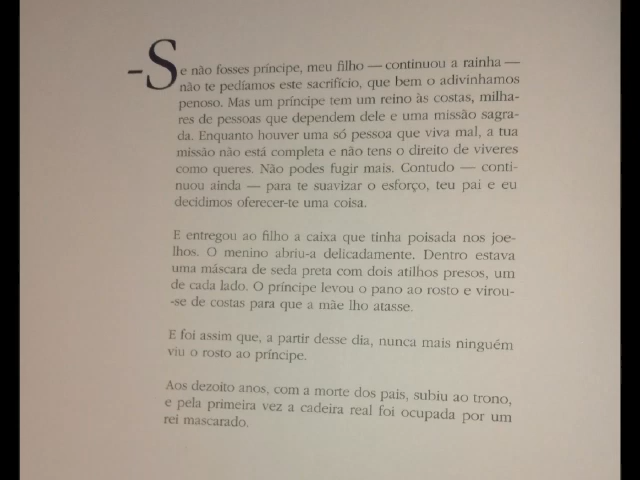 -Se não fosses príncipe, meu filho — continuou a rainha —
não te pedíamos este sacrifício, que bem o adivinhamos
penoso. Mas um príncipe tem um reino às costas, milha-
res de pessoas que dependem dele e uma missão sagra-
da. Enquanto houver uma só pessoa que viva mal, a tua
missão não está completa e não tens o direito de viveres
como queres. Não podes fugir mais. Contudo — conti-
nuou ainda — para te suavizar o esforço, teu pai e eu
decidimos oferecer-te uma coisa.
E entregou ao filho a caixa que tinha poisada nos joe-
lhos. O menino abriu-a delicadamente. Dentro estava
uma máscara de seda preta com dois atilhos presos, um
de cada lado. O príncipe levou o pano ao rosto e virou-
-se de costas para que a mãe lho atasse.
E foi assim que, a partir desse dia, nunca mais ninguém
viu o rosto ao príncipe.
Aos dezoito anos, com a morte dos pais, subiu ao trono,
e pela primeira vez a cadeira real foi ocupada por um
rei mascarado.